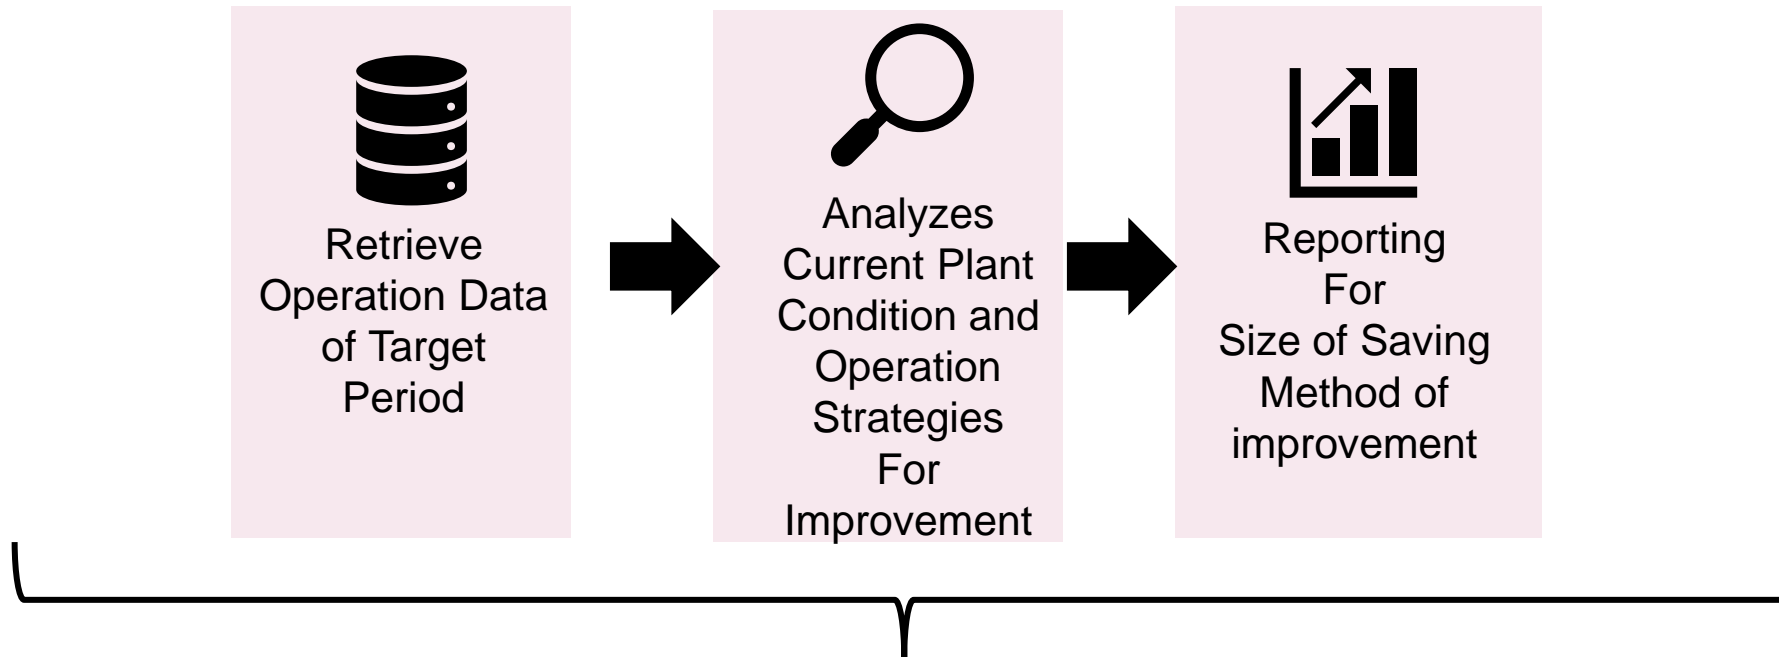 Retrieve
Operation Data
of Target
Period
Analyzes
Current Plant
Condition and
Operation
Strategies
For
Improvement
Reporting
For
Size of Saving
Method of
improvement